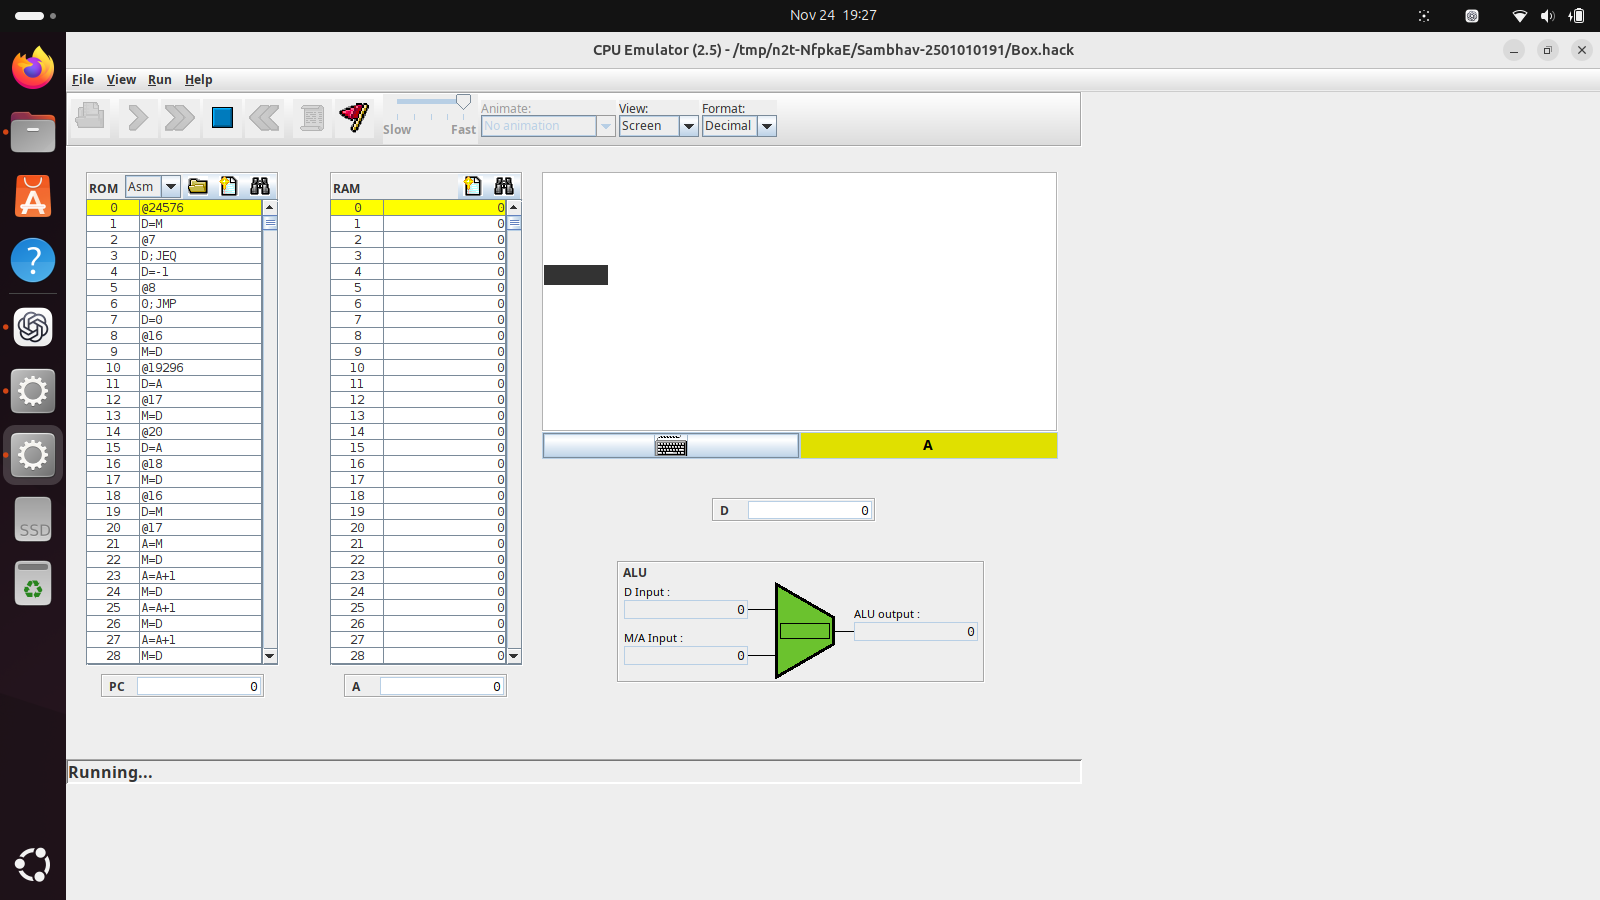 Nov 24 19:27
CPU Emulator (2.5) - /tmp/n2t-NfpkaE/Sambhav-2501010191/Box.hack
File View Run Help
Slow Fast
Animate:
No animation
View:
Screen
Format:
Decimal
ROM Asm
0 @24576
1 D=M
2 @7
3 D;JEQ
4 D=-1
5 @8
6 0;JMP
7 D=0
8 @16
9 M=D
10 @19296
11 D=A
12 @17
13 M=D
14 @20
15 D=A
16 @18
17 M=D
18 @16
19 D=M
20 @17
21 A=M
22 M=D
23 A=A+1
24 M=D
25 A=A+1
26 M=D
27 A=A+1
28 M=D
PC 0
RAM
0 0
1 0
2 0
3 0
4 0
5 0
6 0
7 0
8 0
9 0
10 0
11 0
12 0
13 0
14 0
15 0
16 0
17 0
18 0
19 0
20 0
21 0
22 0
23 0
24 0
25 0
26 0
27 0
28 0
A 0
A
D 0
ALU
D Input :
0
M/A Input :
0
ALU output :
0
Running...
SSD